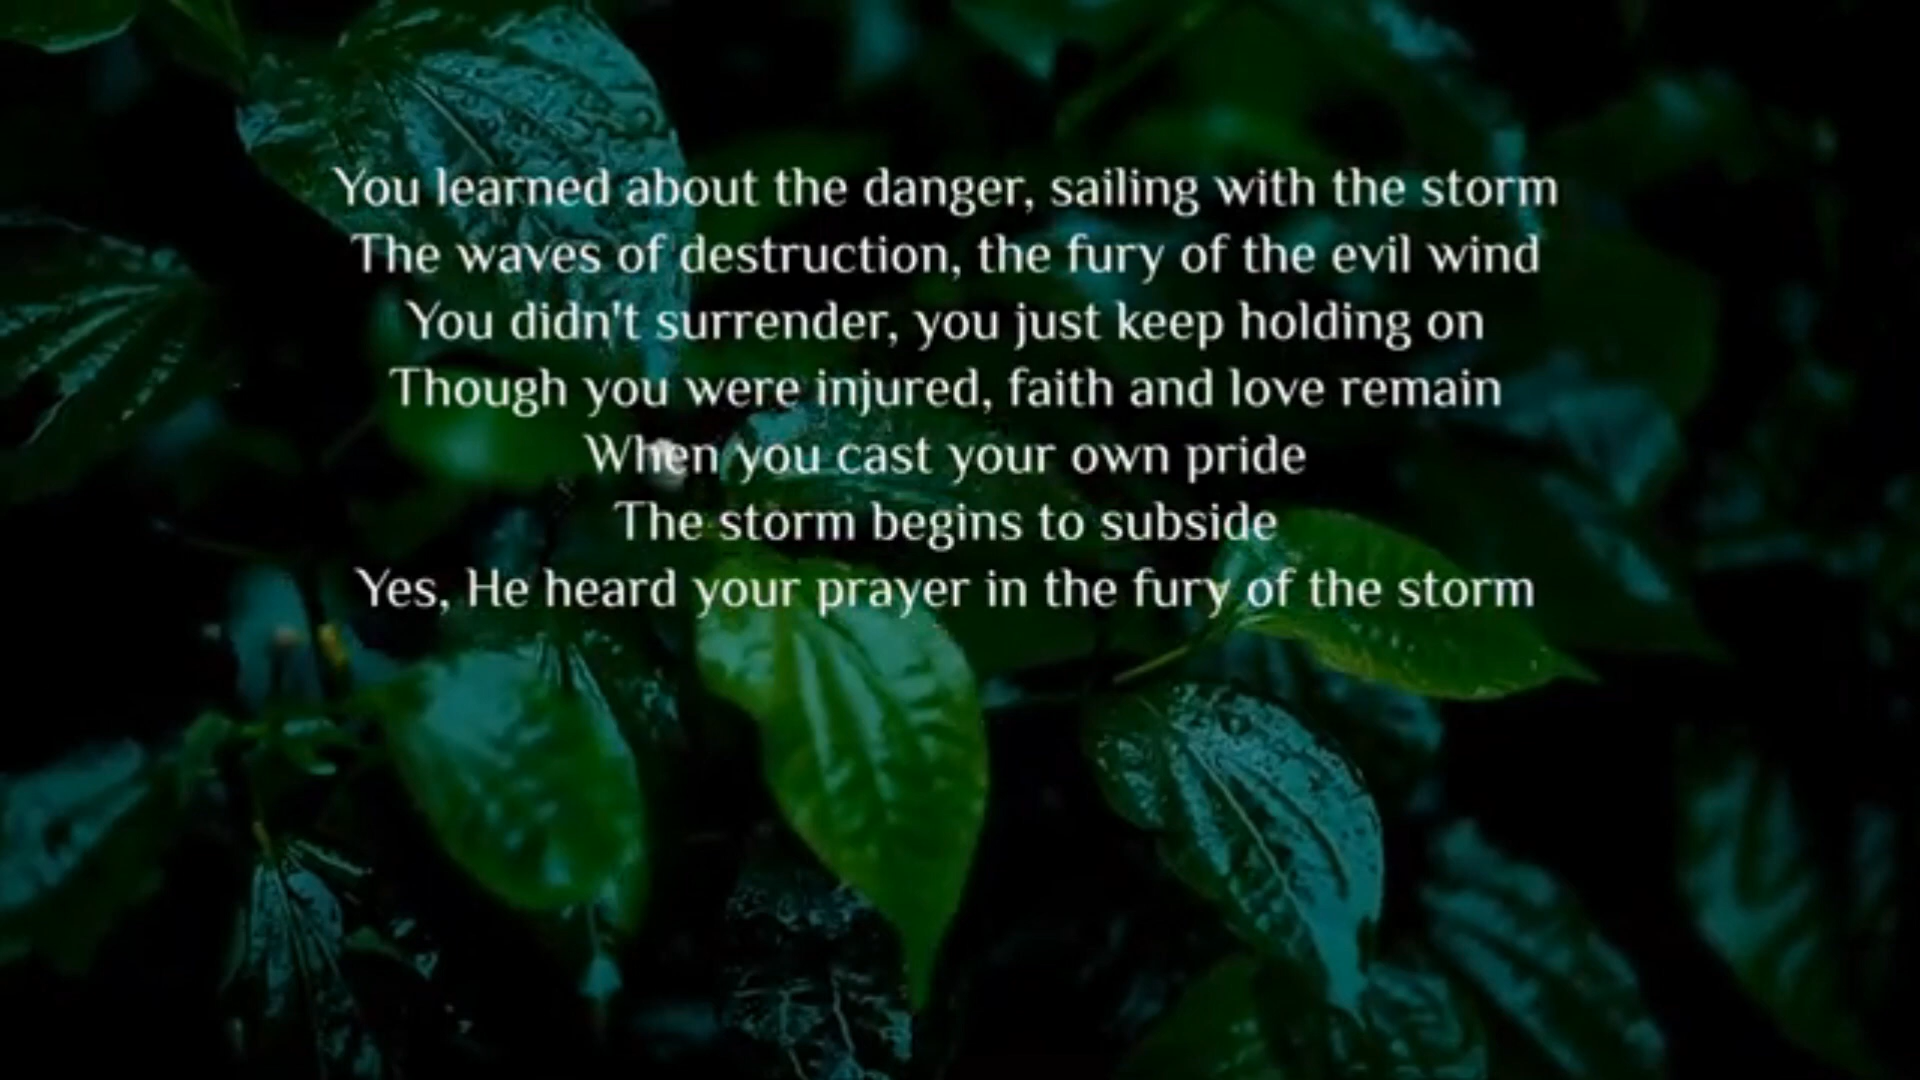 You learned about the danger, sailing with the storm
The waves of destruction, the fury of the evil wind
You didn't surrender, you just keep holding on
Though you were injured, faith and love remain
When you cast your own pride
The storm begins to subside
Yes, He heard your prayer in the fury of the storm